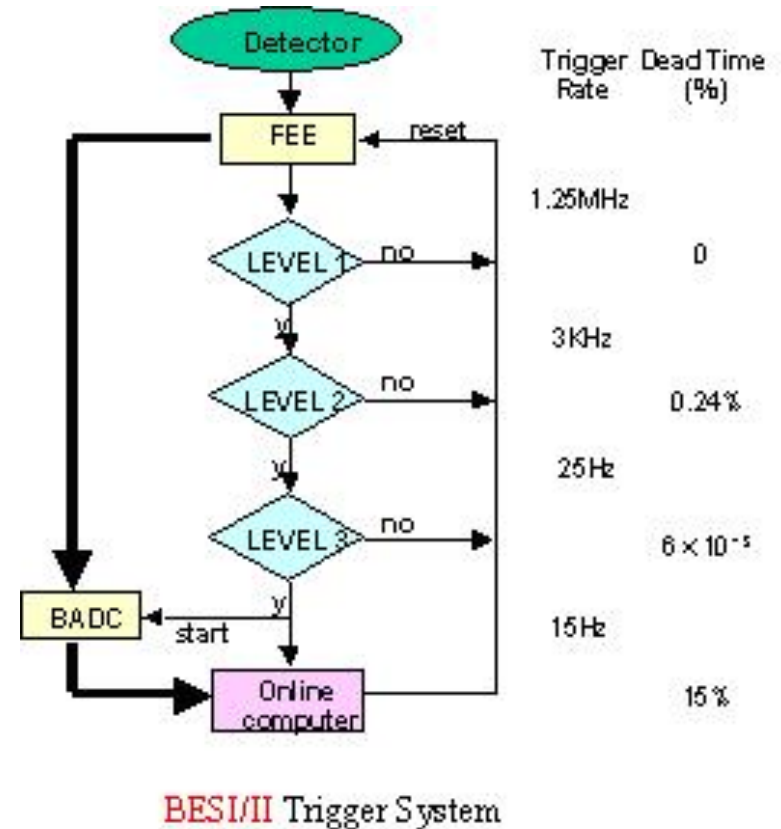 Detector
Trigger Dead Time
Rate (%)
FEE
reset
1.25MHz
LEVEL 1
no
0
y
3KHz
LEVEL 2
no
0.24%
y
25Hz
LEVEL 3
no
6 × 10⁻⁵
y
BADC
start
15Hz
Online
computer
15%
BESI/II Trigger System